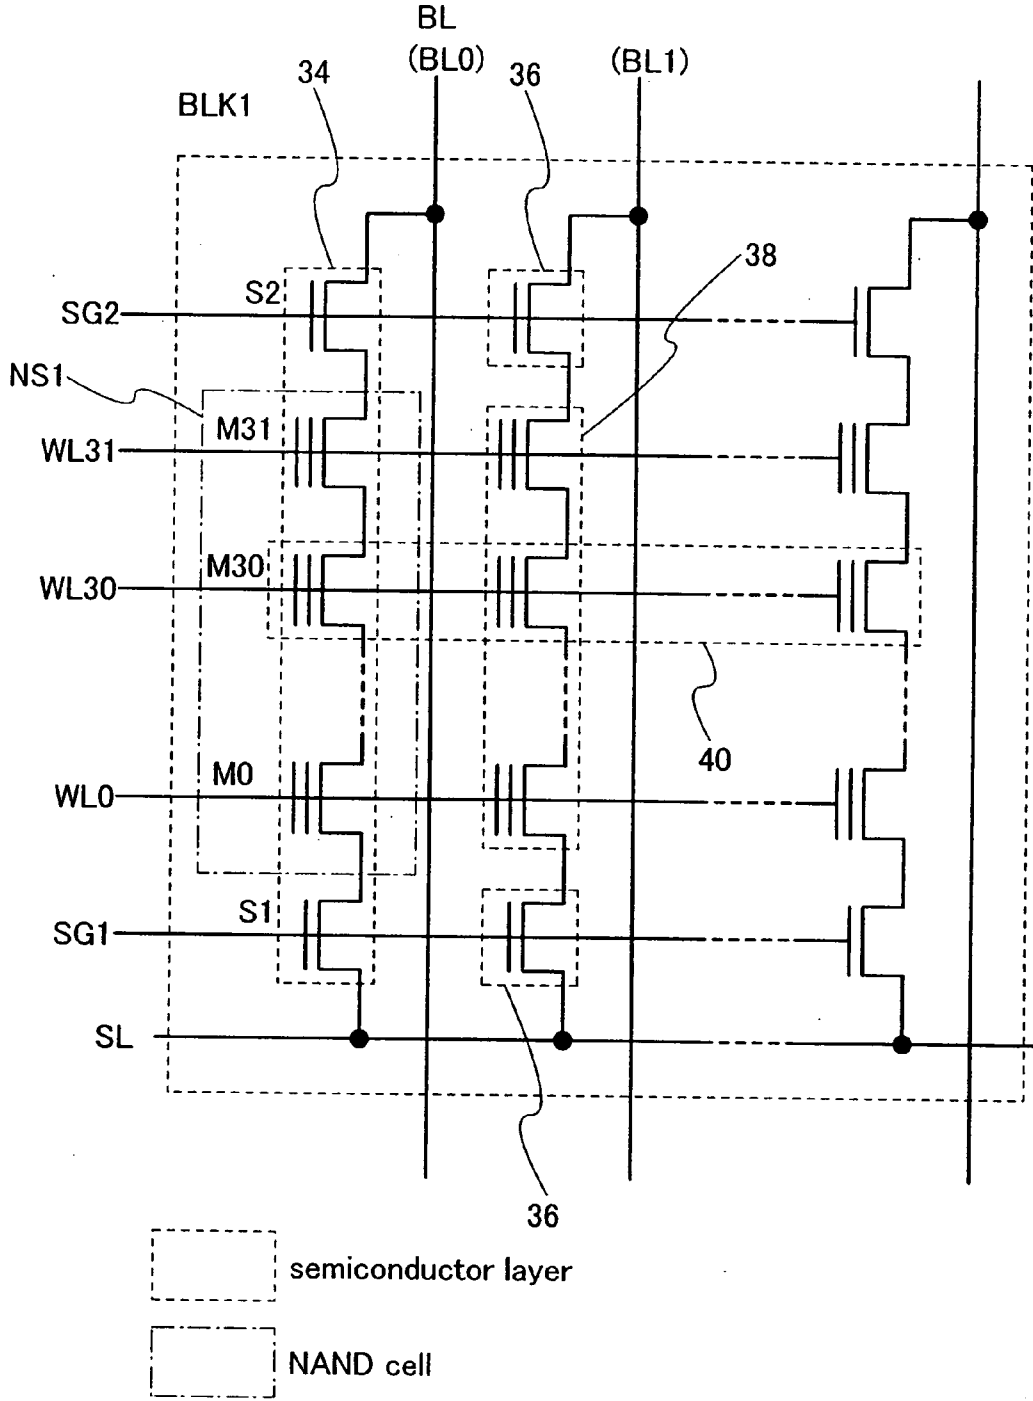 BL
(BL0)
(BL1)
34
36
BLK1
38
S2
SG2
NS1
M31
WL31
M30
WL30
40
M0
WL0
S1
SG1
SL
36
semiconductor layer
NAND cell